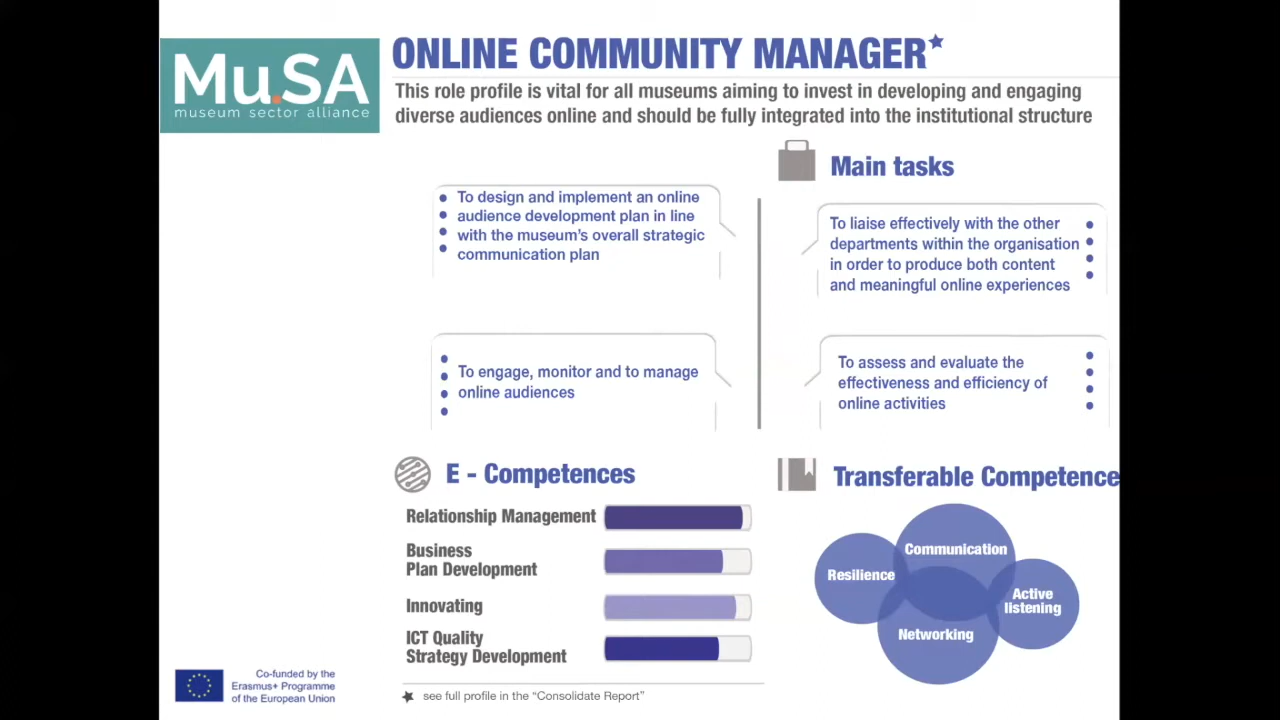 Mu.SA
museum sector alliance
ONLINE COMMUNITY MANAGER*
This role profile is vital for all museums aiming to invest in developing and engaging
diverse audiences online and should be fully integrated into the institutional structure
Main tasks
To design and implement an online
audience development plan in line
with the museum's overall strategic
communication plan
To liaise effectively with the other
departments within the organisation
in order to produce both content
and meaningful online experiences
To engage, monitor and to manage
online audiences
To assess and evaluate the
effectiveness and efficiency of
online activities
E - Competences
Relationship Management
Business
Plan Development
Innovating
ICT Quality
Strategy Development
Transferable Competence
Communication
Resilience
Active
listening
Networking
Co-funded by the
Erasmus+ Programme
of the European Union
★ see full profile in the “Consolidate Report”